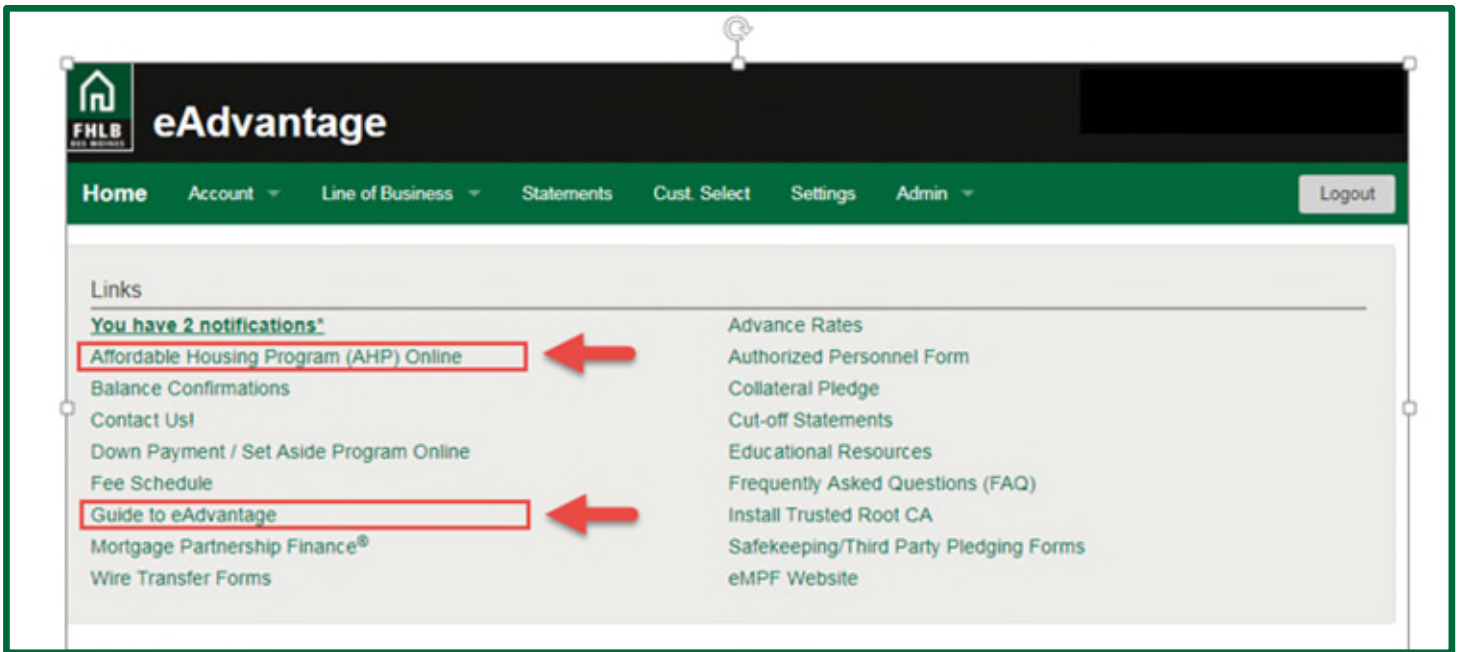 FHLB
DES MOINES
eAdvantage
Home Account Line of Business Statements Cust. Select Settings Admin Logout
Links
You have 2 notifications*
Affordable Housing Program (AHP) Online
Balance Confirmations
Contact Us!
Down Payment / Set Aside Program Online
Fee Schedule
Guide to eAdvantage
Mortgage Partnership Finance®
Wire Transfer Forms
Advance Rates
Authorized Personnel Form
Collateral Pledge
Cut-off Statements
Educational Resources
Frequently Asked Questions (FAQ)
Install Trusted Root CA
Safekeeping/Third Party Pledging Forms
eMPF Website